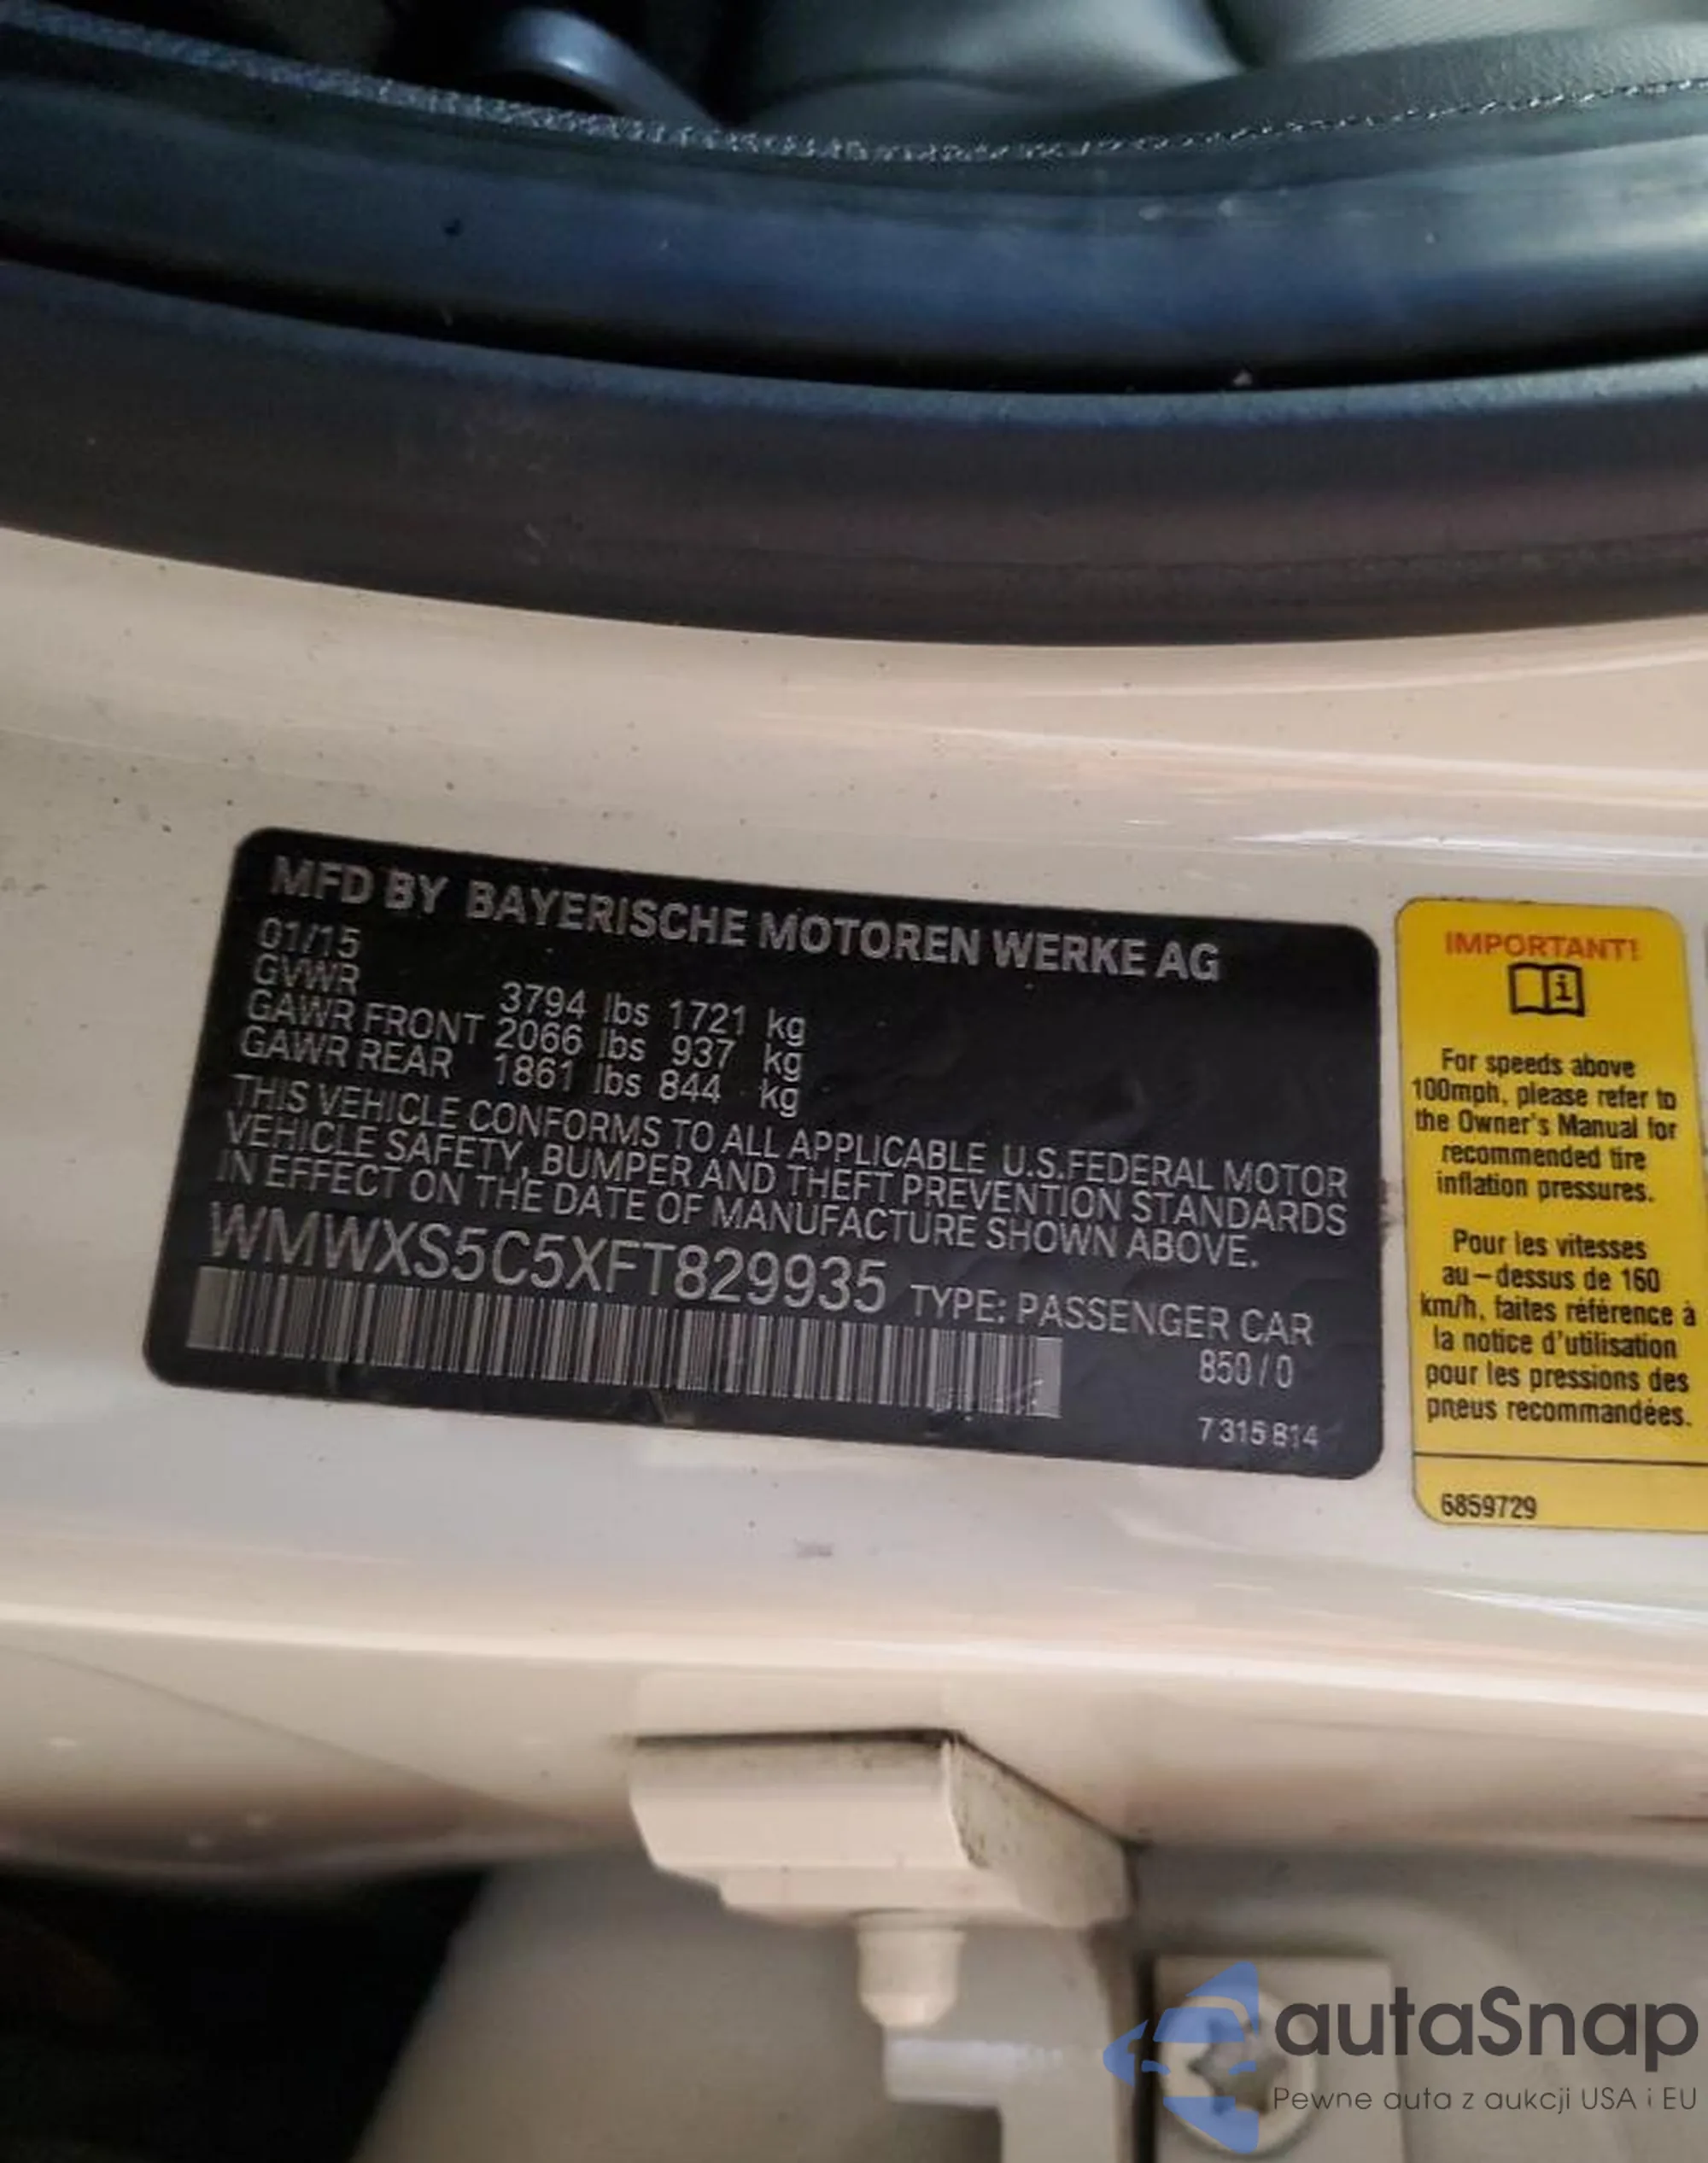 MFD BY BAYERISCHE MOTOREN WERKE AG
01/15
GVWR 3794 lbs 1721 kg
GAWR FRONT 2066 lbs 937 kg
GAWR REAR 1861 lbs 844 kg
THIS VEHICLE CONFORMS TO ALL APPLICABLE U.S.FEDERAL MOTOR
VEHICLE SAFETY, BUMPER AND THEFT PREVENTION STANDARDS
IN EFFECT ON THE DATE OF MANUFACTURE SHOWN ABOVE.
WMWXS5C5XFT829935 TYPE: PASSENGER CAR
850/0
7315814
IMPORTANT!
For speeds above
100mph, please refer to
the Owner's Manual for
recommended tire
inflation pressures.
Pour les vitesses
au-dessus de 160
km/h, faites référence à
la notice d'utilisation
pour les pressions des
pneus recommandées.
6859729
autaSnap
Pewne auta z aukcji USA i EU